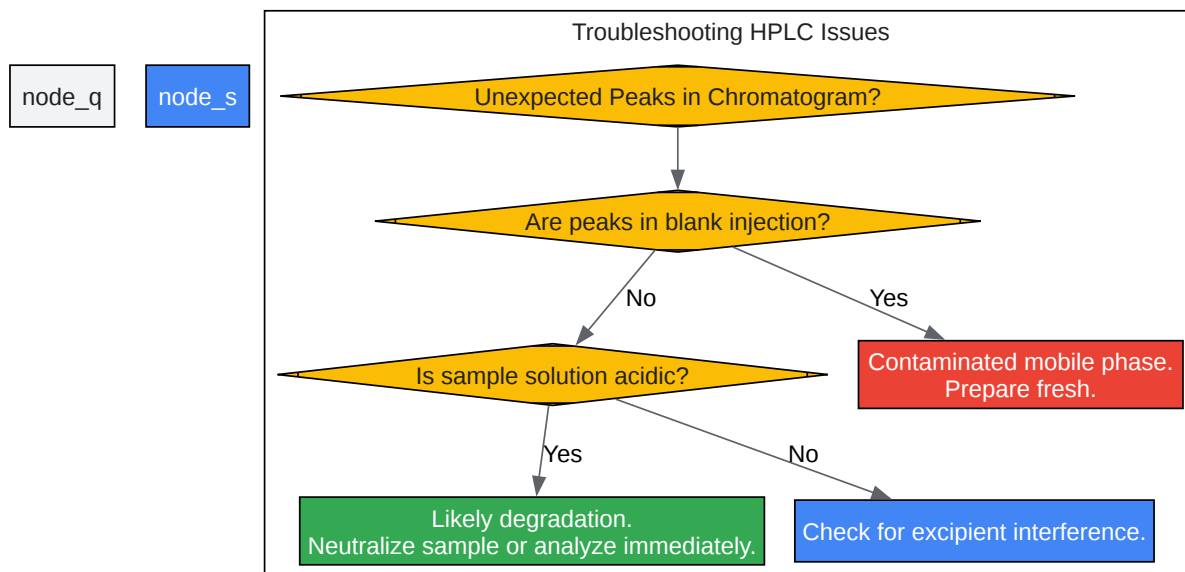 Troubleshooting HPLC Issues
node_q
node_s
Unexpected Peaks in Chromatogram?
Are peaks in blank injection?
No
Yes
Is sample solution acidic?
Contaminated mobile phase.
Prepare fresh.
Yes
No
Likely degradation.
Neutralize sample or analyze immediately.
Check for excipient interference.